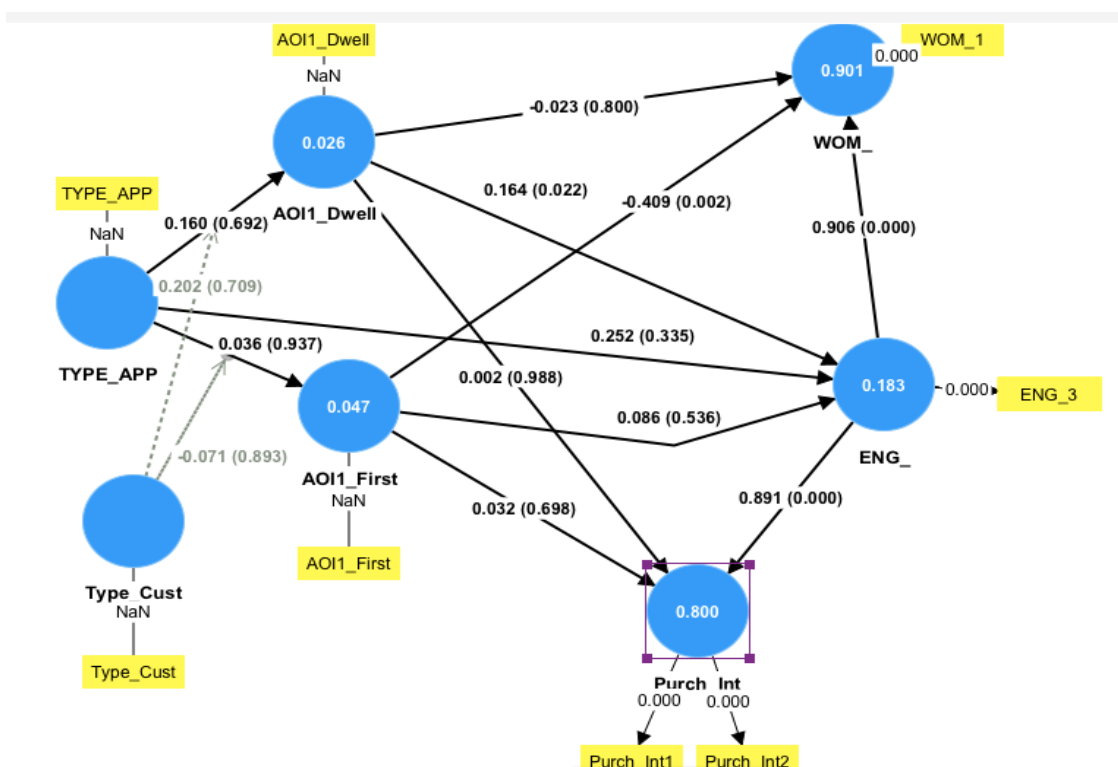 AOI1_Dwell
WOM_1
0.000
NaN
0.901
-0.023 (0.800)
0.026
WOM_
TYPE_APP
0.164 (0.022)
-0.409 (0.002)
AOI1_Dwell
0.160 (0.692)
0.906 (0.000)
NaN
0.202 (0.709)
0.252 (0.335)
0.036 (0.937)
TYPE_APP
0.002 (0.988)
0.183
0.000
ENG_3
0.047
0.086 (0.536)
-0.071 (0.893)
ENG_
AOI1_First
NaN
0.891 (0.000)
0.032 (0.698)
AOI1_First
Type_Cust
NaN
0.800
Type_Cust
Purch_Int
0.000
0.000
Purch_Int1
Purch_Int2